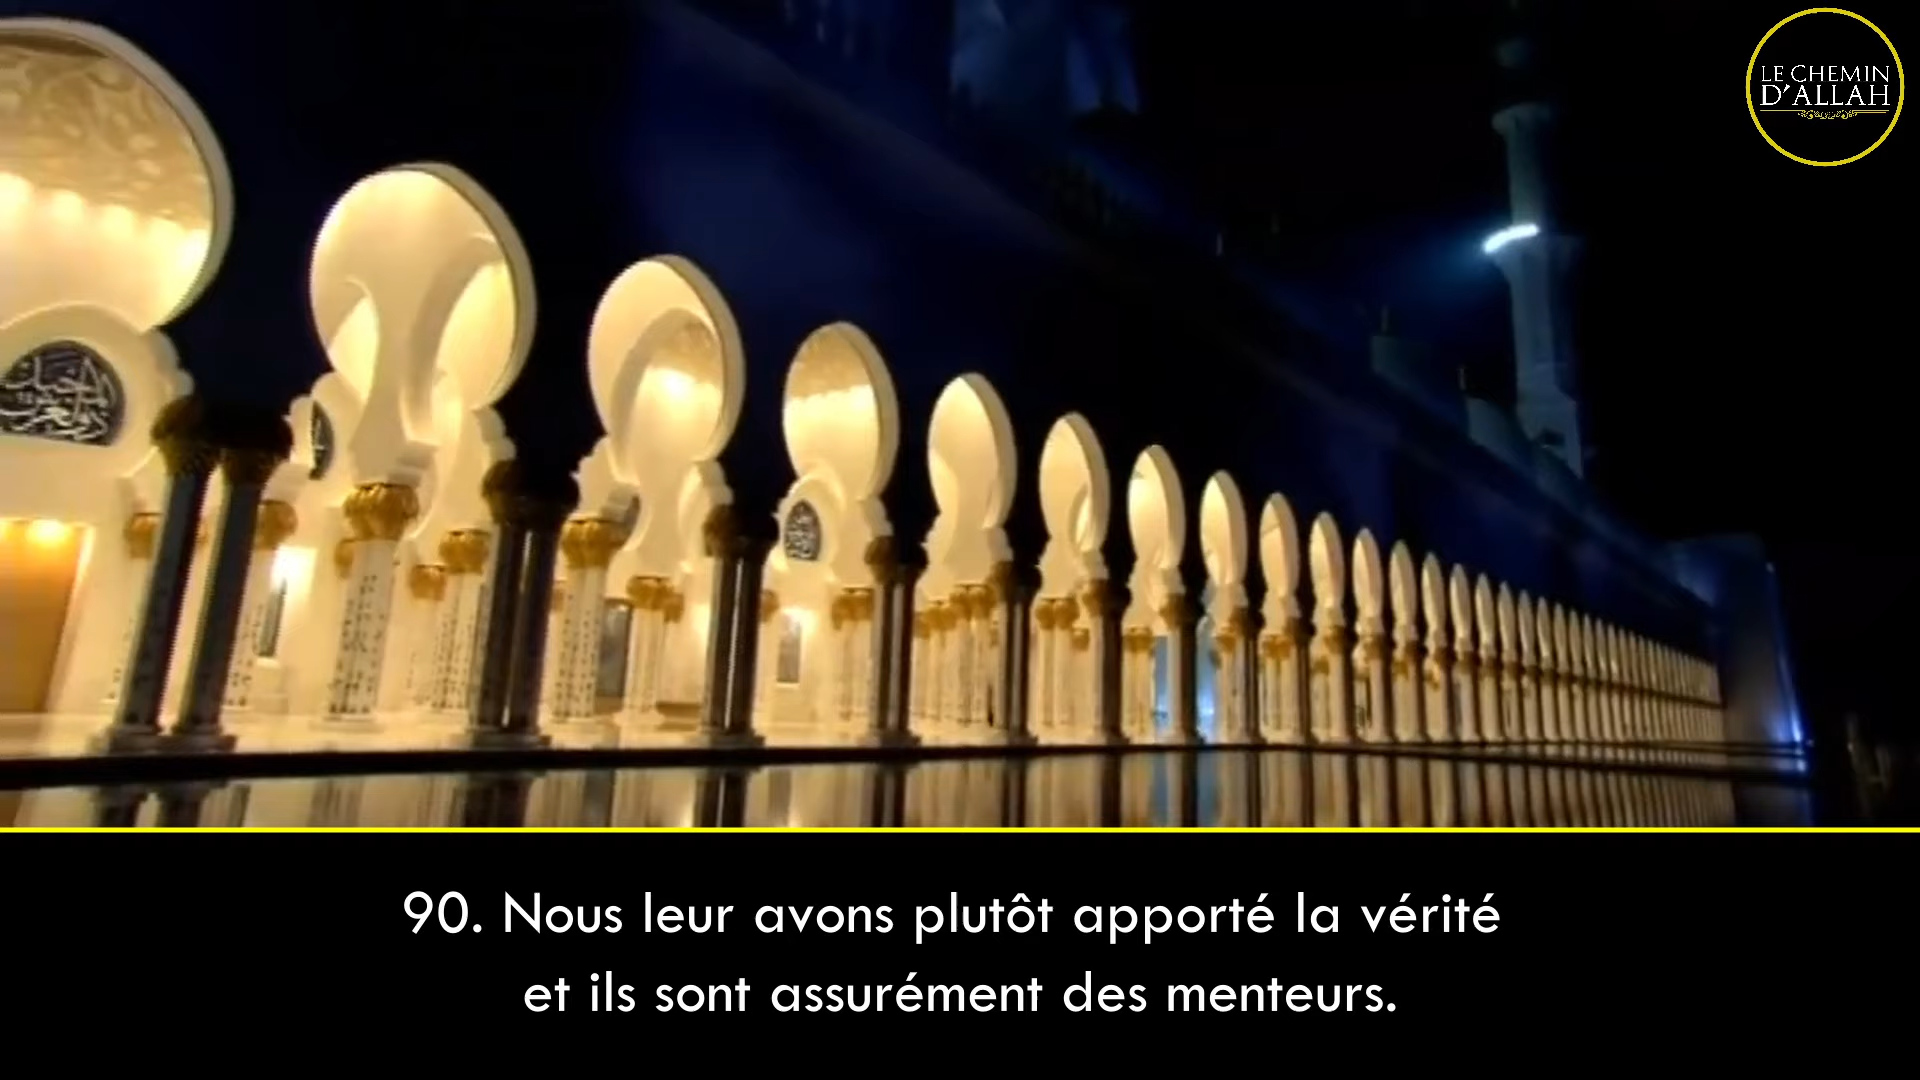 LE CHEMIN
D'ALLAH
90. Nous leur avons plutôt apporté la vérité
et ils sont assurément des menteurs.